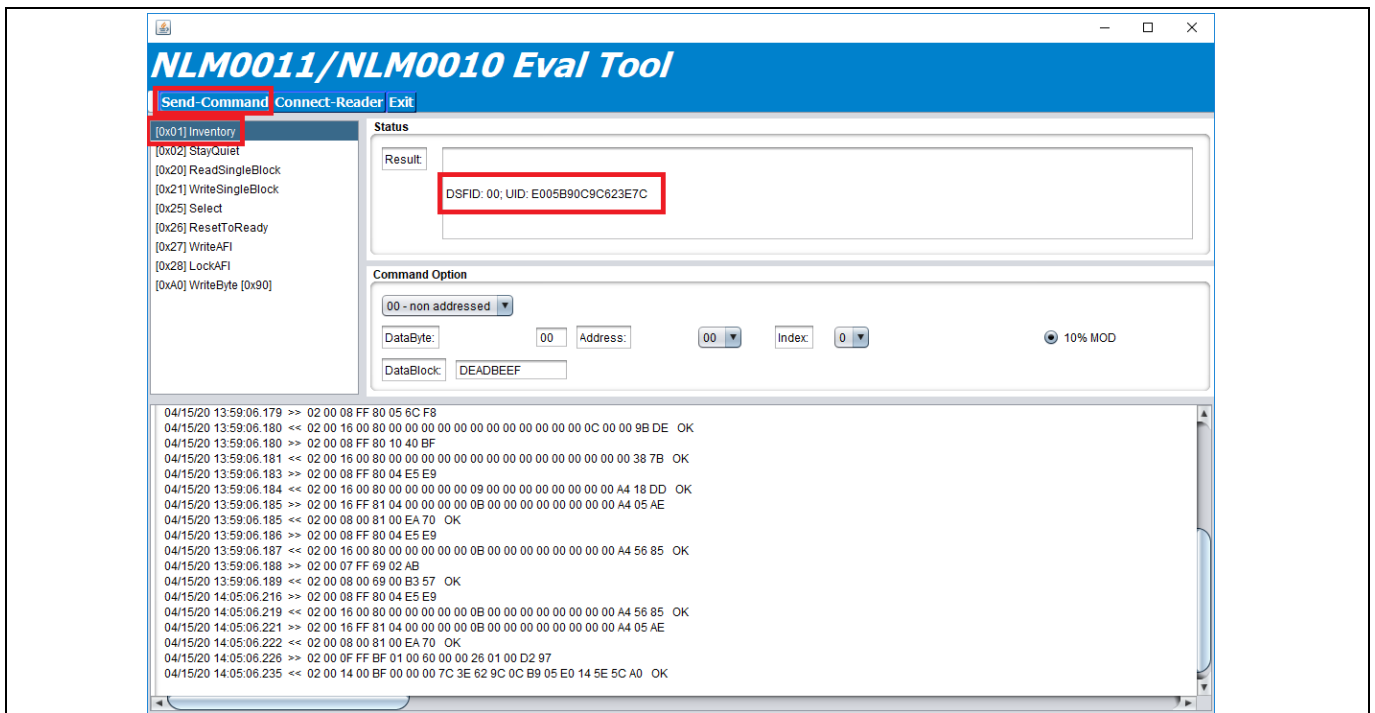 NLM0011/NLM0010 Eval Tool
Send-Command Connect-Reader Exit
[0x01] Inventory
[0x02] StayQuiet
[0x20] ReadSingleBlock
[0x21] WriteSingleBlock
[0x25] Select
[0x26] ResetToReady
[0x27] WriteAFI
[0x28] LockAFI
[0xA0] WriteByte [0x90]
Status
Result:
DSFID: 00; UID: E005B90C9C623E7C
Command Option
00 - non addressed
DataByte: 00 Address: 00 Index: 0 10% MOD
DataBlock: DEADBEEF
04/15/20 13:59:06.179 >> 02 00 08 FF 80 05 6C F8
04/15/20 13:59:06.180 << 02 00 16 00 80 00 00 00 00 00 00 00 00 00 00 00 00 0C 00 00 9B DE OK
04/15/20 13:59:06.180 >> 02 00 08 FF 80 10 40 BF
04/15/20 13:59:06.181 << 02 00 16 00 80 00 00 00 00 00 00 00 00 00 00 00 00 00 00 00 38 7B OK
04/15/20 13:59:06.183 >> 02 00 08 FF 80 04 E5 E9
04/15/20 13:59:06.184 << 02 00 16 00 80 00 00 00 00 00 09 00 00 00 00 00 00 00 00 A4 18 DD OK
04/15/20 13:59:06.185 >> 02 00 16 FF 81 04 00 00 00 00 0B 00 00 00 00 00 00 00 00 A4 05 AE
04/15/20 13:59:06.185 << 02 00 08 00 81 00 EA 70 OK
04/15/20 13:59:06.186 >> 02 00 08 FF 80 04 E5 E9
04/15/20 13:59:06.187 << 02 00 16 00 80 00 00 00 00 00 0B 00 00 00 00 00 00 00 00 A4 56 85 OK
04/15/20 13:59:06.188 >> 02 00 07 FF 69 02 AB
04/15/20 13:59:06.189 << 02 00 08 00 69 00 B3 57 OK
04/15/20 14:05:06.216 >> 02 00 08 FF 80 04 E5 E9
04/15/20 14:05:06.219 << 02 00 16 00 80 00 00 00 00 00 0B 00 00 00 00 00 00 00 00 A4 56 85 OK
04/15/20 14:05:06.221 >> 02 00 16 FF 81 04 00 00 00 00 0B 00 00 00 00 00 00 00 00 A4 05 AE
04/15/20 14:05:06.222 << 02 00 08 00 81 00 EA 70 OK
04/15/20 14:05:06.226 >> 02 00 0F FF BF 01 00 60 00 00 26 01 00 D2 97
04/15/20 14:05:06.235 << 02 00 14 00 BF 00 00 00 7C 3E 62 9C 0C B9 05 E0 14 5E 5C A0 OK